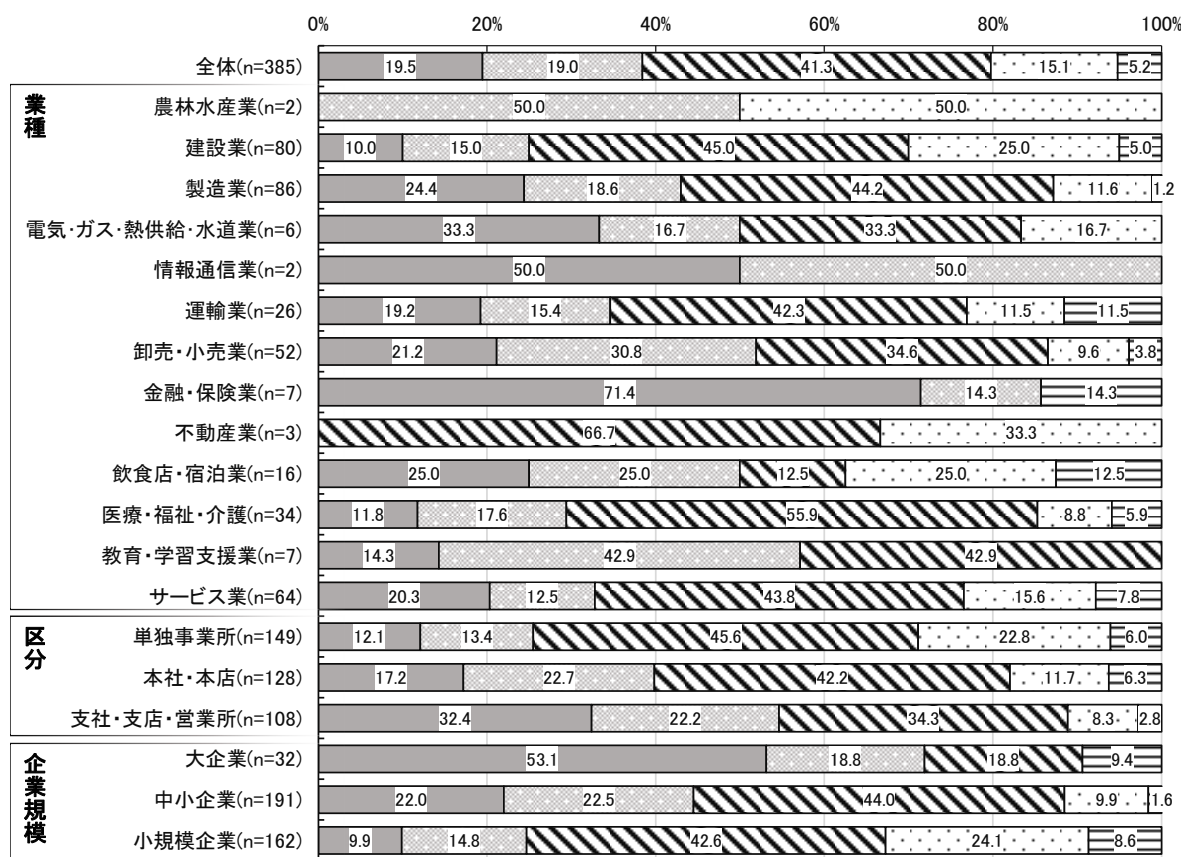 0% 20% 40% 60% 80% 100%
全体(n=385) 19.5 19.0 41.3 15.1 5.2
業種
農林水産業(n=2) 50.0 50.0
建設業(n=80) 10.0 15.0 45.0 25.0 5.0
製造業(n=86) 24.4 18.6 44.2 11.6 1.2
電気・ガス・熱供給・水道業(n=6) 33.3 16.7 33.3 16.7
情報通信業(n=2) 50.0 50.0
運輸業(n=26) 19.2 15.4 42.3 11.5 11.5
卸売・小売業(n=52) 21.2 30.8 34.6 9.6 3.8
金融・保険業(n=7) 71.4 14.3 14.3
不動産業(n=3) 66.7 33.3
飲食店・宿泊業(n=16) 25.0 25.0 12.5 25.0 12.5
医療・福祉・介護(n=34) 11.8 17.6 55.9 8.8 5.9
教育・学習支援業(n=7) 14.3 42.9 42.9
サービス業(n=64) 20.3 12.5 43.8 15.6 7.8
区分
単独事業所(n=149) 12.1 13.4 45.6 22.8 6.0
本社・本店(n=128) 17.2 22.7 42.2 11.7 6.3
支社・支店・営業所(n=108) 32.4 22.2 34.3 8.3 2.8
企業規模
大企業(n=32) 53.1 18.8 18.8 9.4
中小企業(n=191) 22.0 22.5 44.0 9.9 1.6
小規模企業(n=162) 9.9 14.8 42.6 24.1 8.6